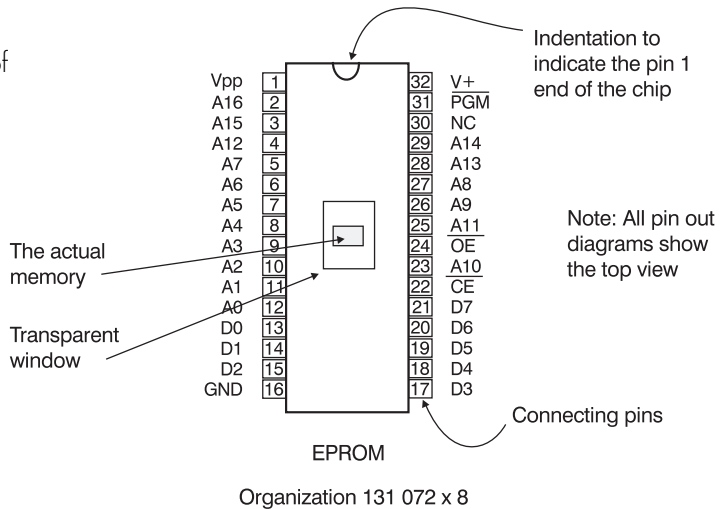 of
Indentation to
indicate the pin 1
end of the chip
Vpp 1 32 V+
A16 2 31 P̅G̅M̅
A15 3 30 NC
A12 4 29 A14
A7 5 28 A13
A6 6 27 A8
A5 7 26 A9
A4 8 25 A11
A3 9 24 O̅E̅
A2 10 23 A10
A1 11 22 C̅E̅
A0 12 21 D7
D0 13 20 D6
D1 14 19 D5
D2 15 18 D4
GND 16 17 D3
The actual
memory
Transparent
window
Note: All pin out
diagrams show
the top view
Connecting pins
EPROM
Organization 131 072 x 8